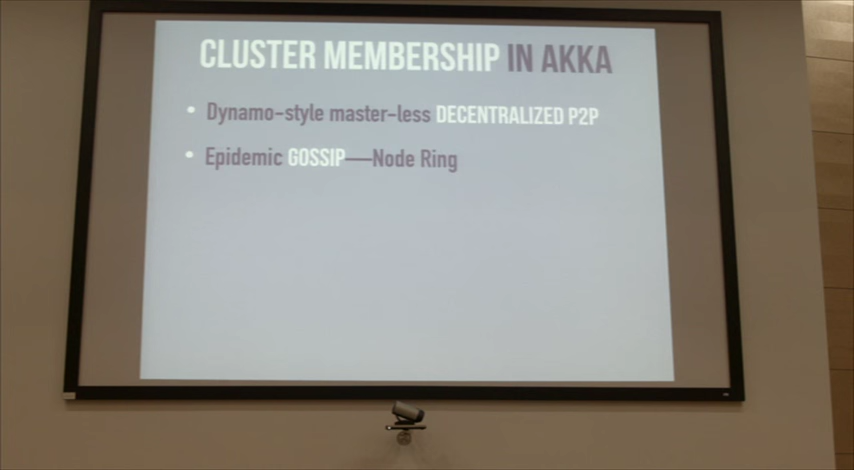 CLUSTER MEMBERSHIP IN AKKA
• Dynamo-style master-less DECENTRALIZED P2P
• Epidemic GOSSIP—Node Ring